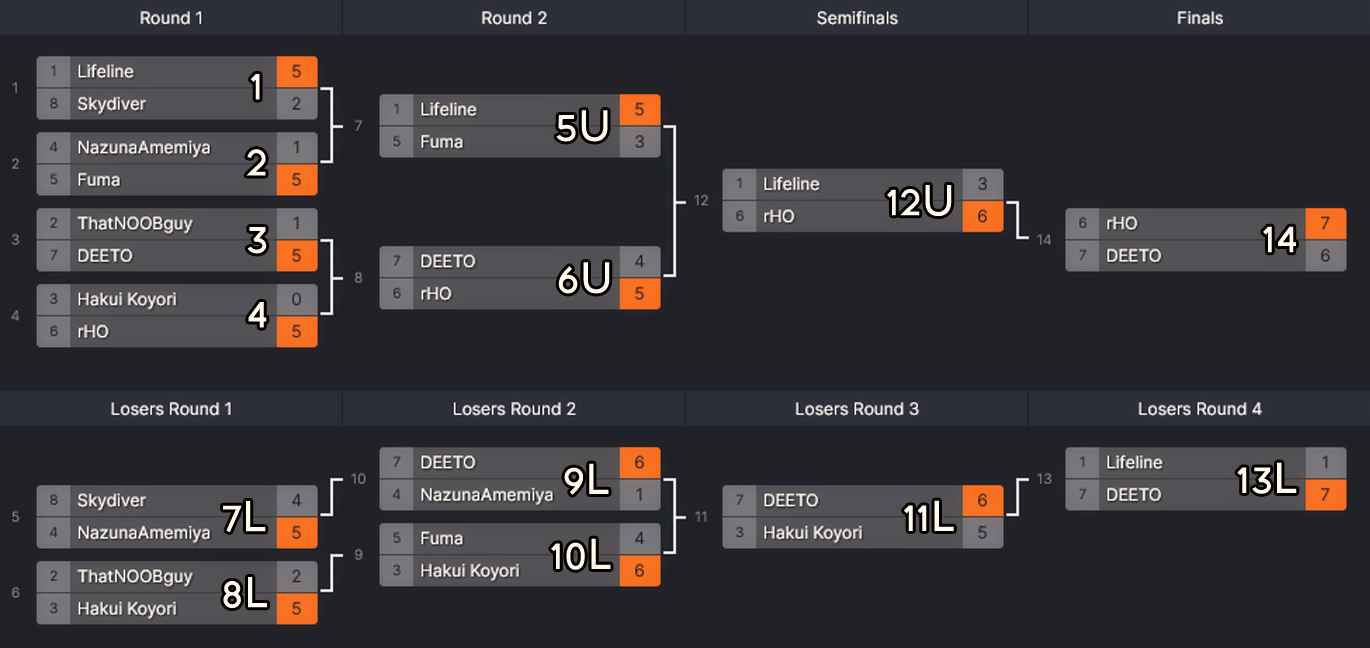 Round 1
Round 2
Semifinals
Finals
1
1 Lifeline 5
8 Skydiver 2
1
2
4 NazunaAmemiya 1
5 Fuma 5
2
3
2 ThatNOOBguy 1
7 DEETO 5
3
4
3 Hakui Koyori 0
6 rHO 5
4
7
1 Lifeline 5
5 Fuma 3
5U
8
7 DEETO 4
6 rHO 5
6U
12
1 Lifeline 3
6 rHO 6
12U
14
6 rHO 7
7 DEETO 6
14
Losers Round 1
Losers Round 2
Losers Round 3
Losers Round 4
5
8 Skydiver 4
4 NazunaAmemiya 5
7L
6
2 ThatNOOBguy 2
3 Hakui Koyori 5
8L
10
7 DEETO 6
4 NazunaAmemiya 1
9L
9
5 Fuma 4
3 Hakui Koyori 6
10L
11
7 DEETO 6
3 Hakui Koyori 5
11L
13
1 Lifeline 1
7 DEETO 7
13L